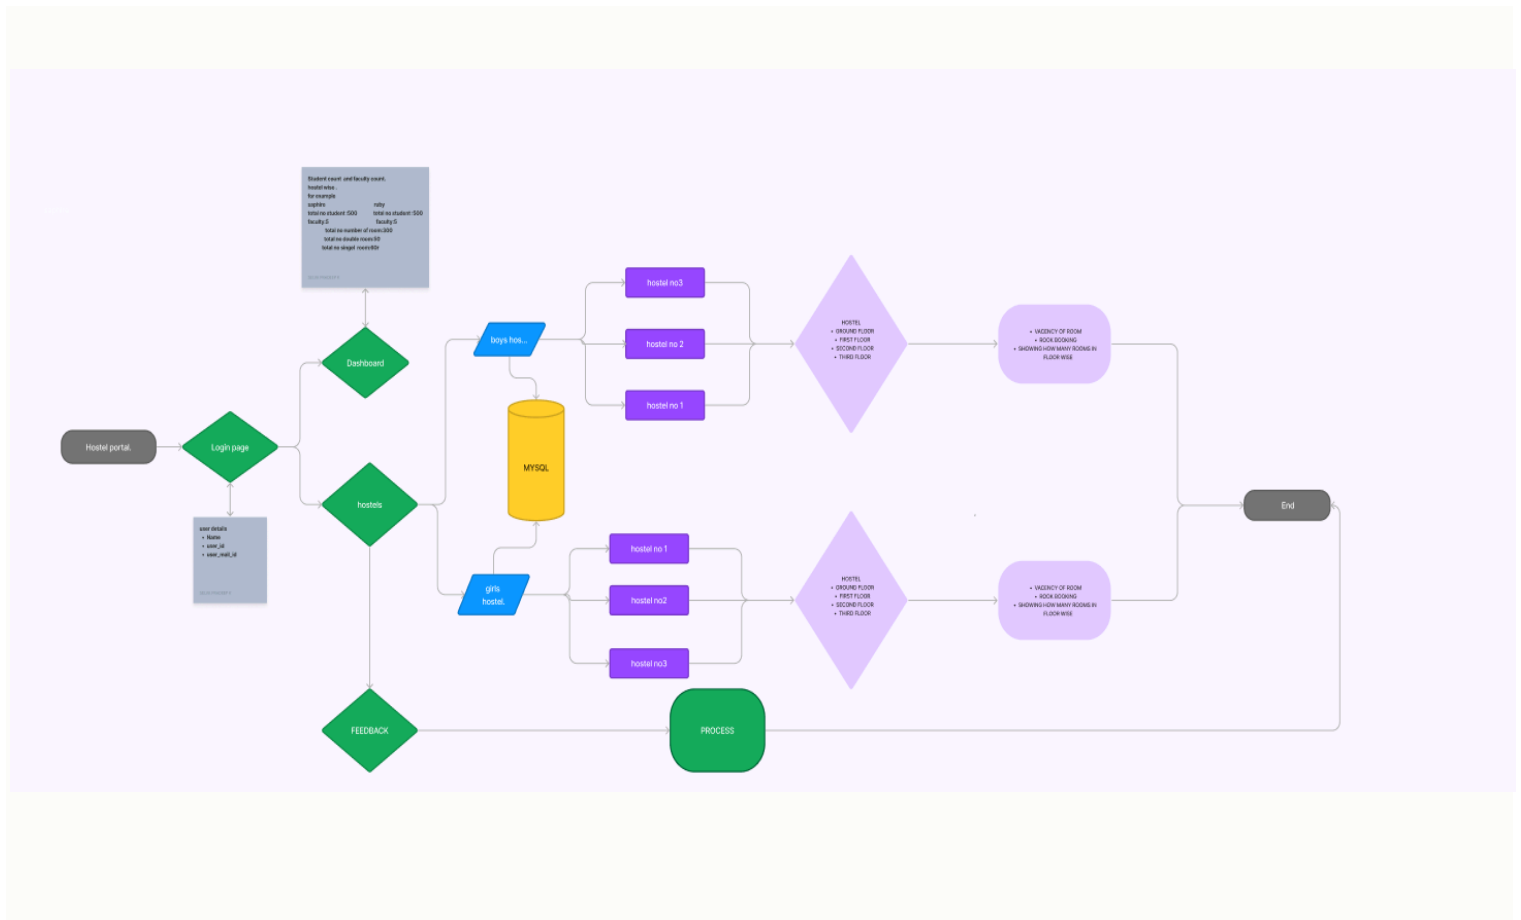 Student count and faculty count.
hostel wise .
for example
saphire ruby
total no student :500 total no student :500
faculty:5 faculty:5
total no number of room:300
total no double room:50
total no singel room:
Dashboard
Hostel portal.
Login page
user details
• Name
• user_id
• user_mail_id
hostels
boys hos...
MYSQL
girls
hostel.
hostel no3
hostel no 2
hostel no 1
hostel no 1
hostel no2
hostel no3
HOSTEL
• GROUND FLOOR
• FIRST FLOOR
• SECOND FLOOR
• THIRD FLOOR
• VACENCY OF ROOM
• ROOK BOOKING
• SHOWING HOW MANY ROOMS IN
FLOOR WISE
HOSTEL
• GROUND FLOOR
• FIRST FLOOR
• SECOND FLOOR
• THIRD FLOOR
• VACENCY OF ROOM
• ROOK BOOKING
• SHOWING HOW MANY ROOMS IN
FLOOR WISE
End
FEEDBACK
PROCESS